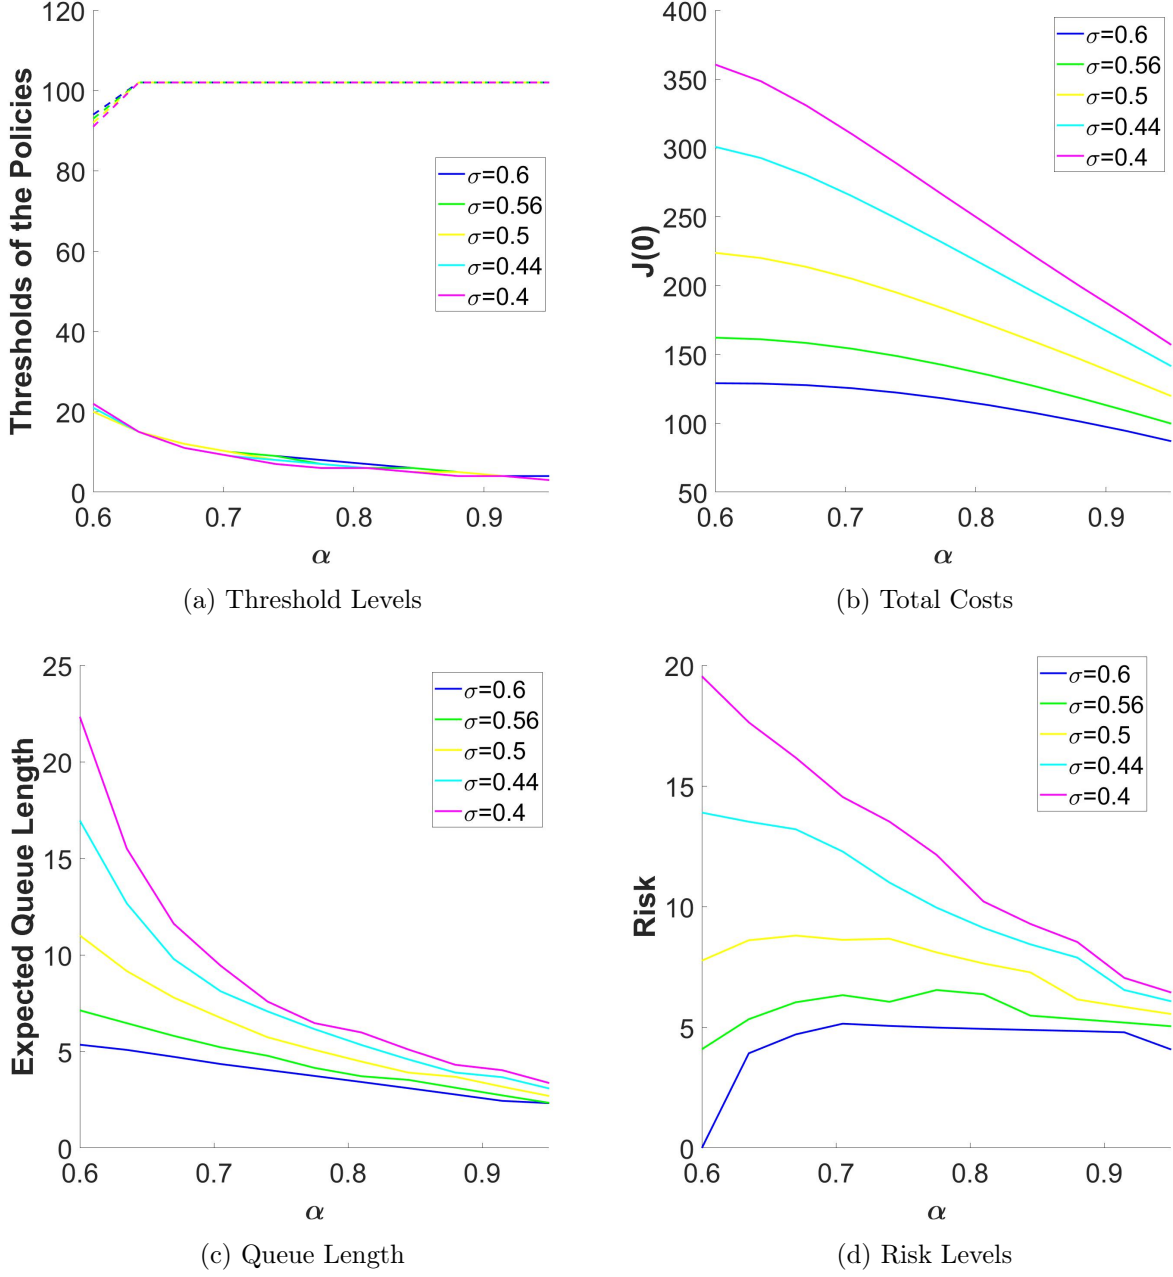 Thresholds of the Policies
120
100
80
60
40
20
0
0.6 0.7 0.8 0.9
α
σ=0.6
σ=0.56
σ=0.5
σ=0.44
σ=0.4
(a) Threshold Levels
J(0)
400
350
300
250
200
150
100
50
0.6 0.7 0.8 0.9
α
σ=0.6
σ=0.56
σ=0.5
σ=0.44
σ=0.4
(b) Total Costs
Expected Queue Length
25
20
15
10
5
0
0.6 0.7 0.8 0.9
α
σ=0.6
σ=0.56
σ=0.5
σ=0.44
σ=0.4
(c) Queue Length
Risk
20
15
10
5
0
0.6 0.7 0.8 0.9
α
σ=0.6
σ=0.56
σ=0.5
σ=0.44
σ=0.4
(d) Risk Levels